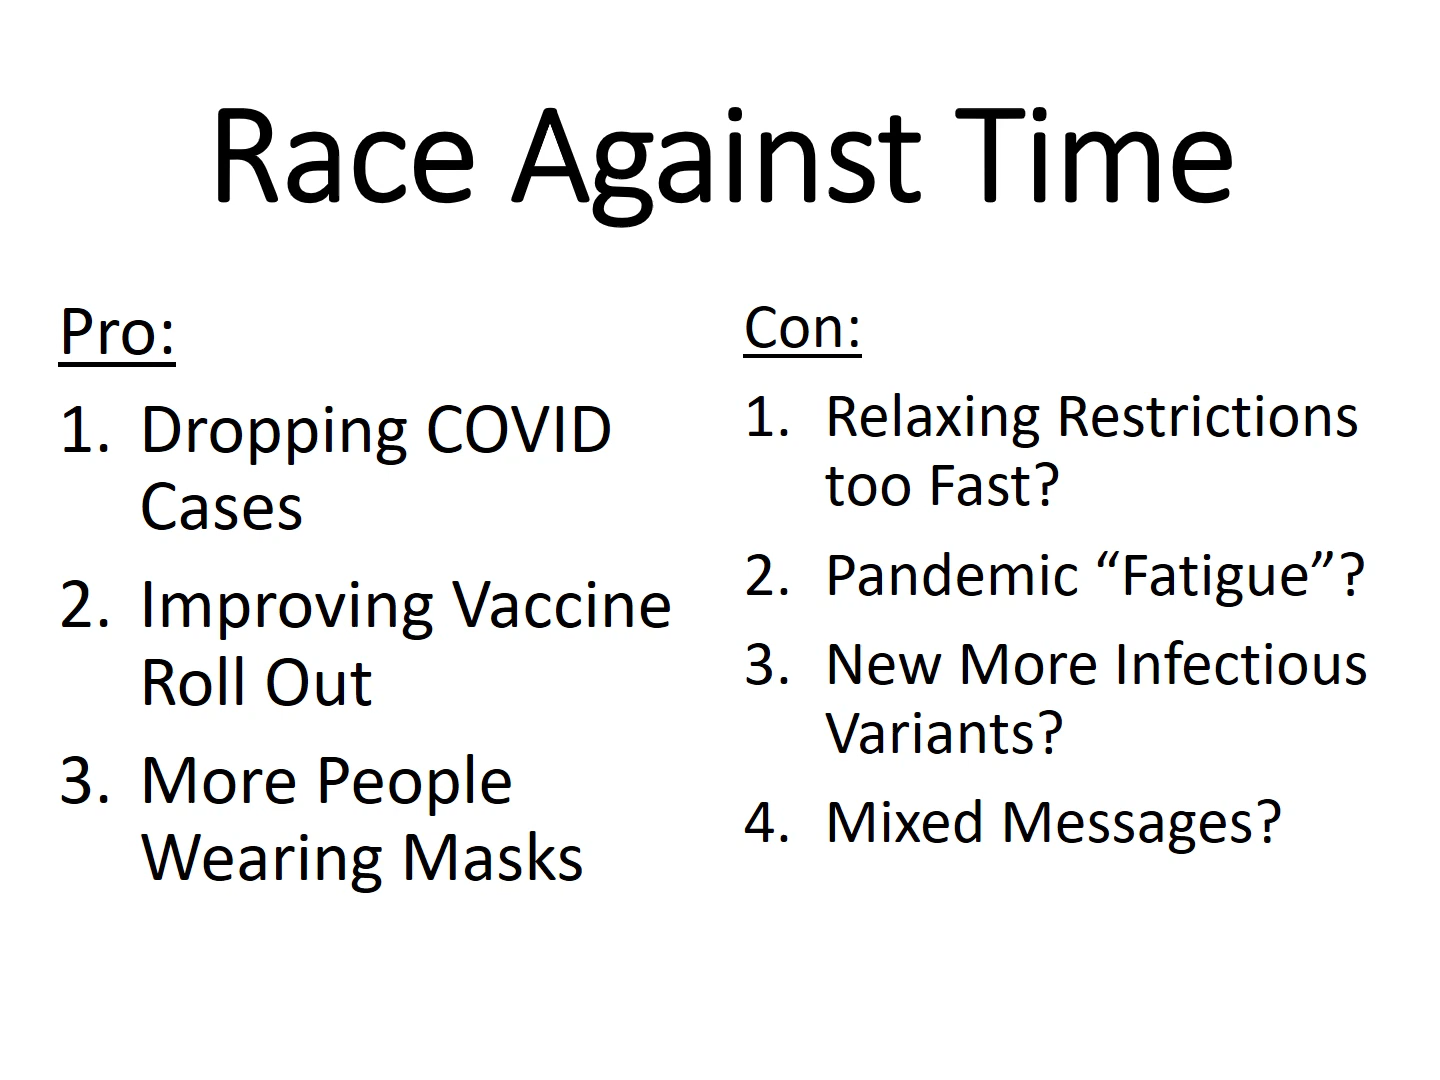 Race Against Time
Pro:
1. Dropping COVID
Cases
2. Improving Vaccine
Roll Out
3. More People
Wearing Masks
Con:
1. Relaxing Restrictions
too Fast?
2. Pandemic “Fatigue”?
3. New More Infectious
Variants?
4. Mixed Messages?